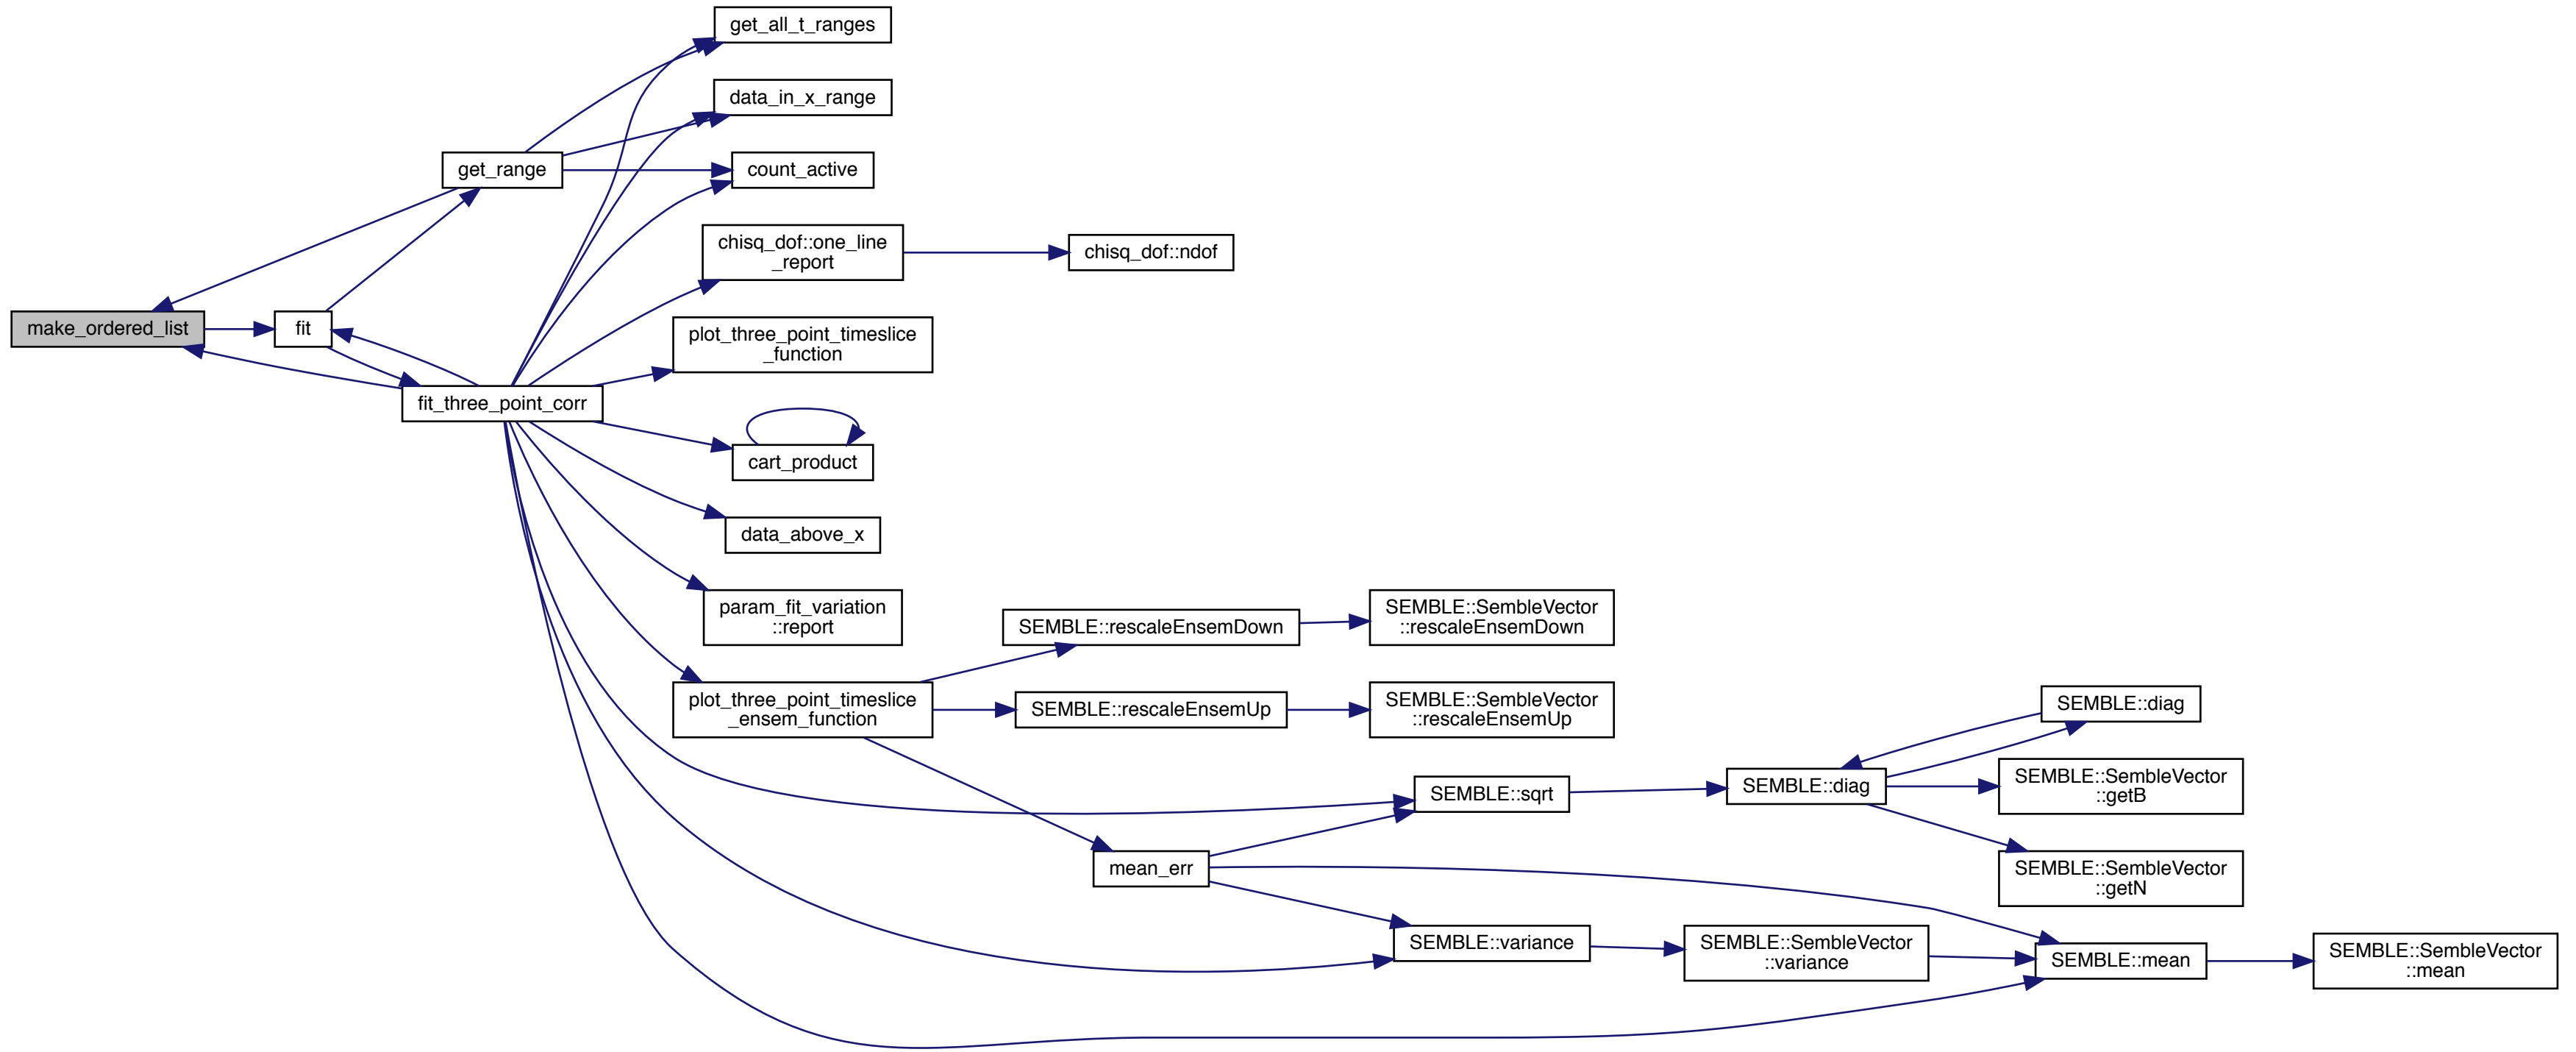 get_all_t_ranges
data_in_x_range
get_range
count_active
chisq_dof::one_line
_report
chisq_dof::ndof
make_ordered_list
fit
plot_three_point_timeslice
_function
fit_three_point_corr
cart_product
data_above_x
param_fit_variation
::report
SEMBLE::rescaleEnsemDown
SEMBLE::SembleVector
::rescaleEnsemDown
plot_three_point_timeslice
_ensem_function
SEMBLE::rescaleEnsemUp
SEMBLE::SembleVector
::rescaleEnsemUp
SEMBLE::diag
SEMBLE::sqrt
SEMBLE::diag
SEMBLE::SembleVector
::getB
mean_err
SEMBLE::SembleVector
::getN
SEMBLE::variance
SEMBLE::SembleVector
::variance
SEMBLE::mean
SEMBLE::SembleVector
::mean